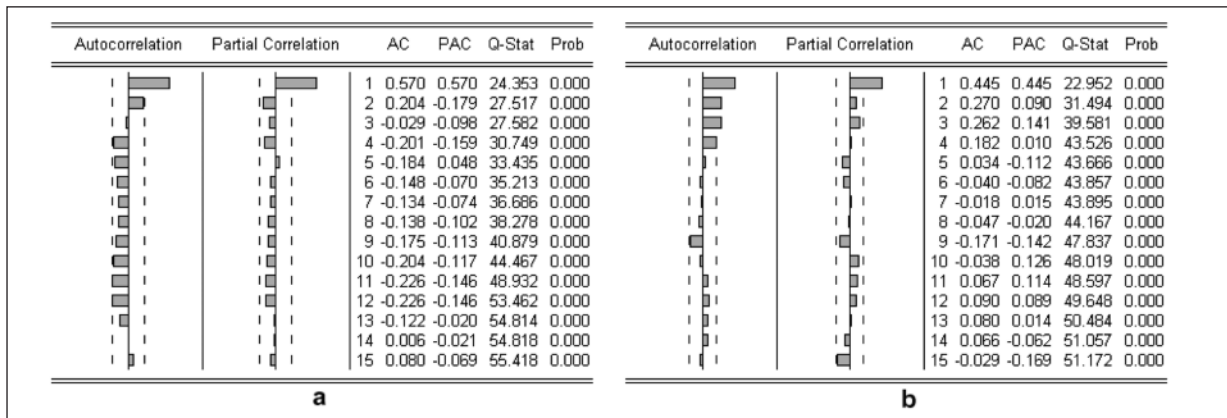 Autocorrelation Partial Correlation AC PAC Q-Stat Prob
1 0.570 0.570 24.353 0.000
2 0.204 -0.179 27.517 0.000
3 -0.029 -0.098 27.582 0.000
4 -0.201 -0.159 30.749 0.000
5 -0.184 0.048 33.435 0.000
6 -0.148 -0.070 35.213 0.000
7 -0.134 -0.074 36.686 0.000
8 -0.138 -0.102 38.278 0.000
9 -0.175 -0.113 40.879 0.000
10 -0.204 -0.117 44.467 0.000
11 -0.226 -0.146 48.932 0.000
12 -0.226 -0.146 53.462 0.000
13 -0.122 -0.020 54.814 0.000
14 0.006 -0.021 54.818 0.000
15 0.080 -0.069 55.418 0.000
a
Autocorrelation Partial Correlation AC PAC Q-Stat Prob
1 0.445 0.445 22.952 0.000
2 0.270 0.090 31.494 0.000
3 0.262 0.141 39.581 0.000
4 0.182 0.010 43.526 0.000
5 0.034 -0.112 43.666 0.000
6 -0.040 -0.082 43.857 0.000
7 -0.018 0.015 43.895 0.000
8 -0.047 -0.020 44.167 0.000
9 -0.171 -0.142 47.837 0.000
10 -0.038 0.126 48.019 0.000
11 0.067 0.114 48.597 0.000
12 0.090 0.089 49.648 0.000
13 0.080 0.014 50.484 0.000
14 0.066 -0.062 51.057 0.000
15 -0.029 -0.169 51.172 0.000
b